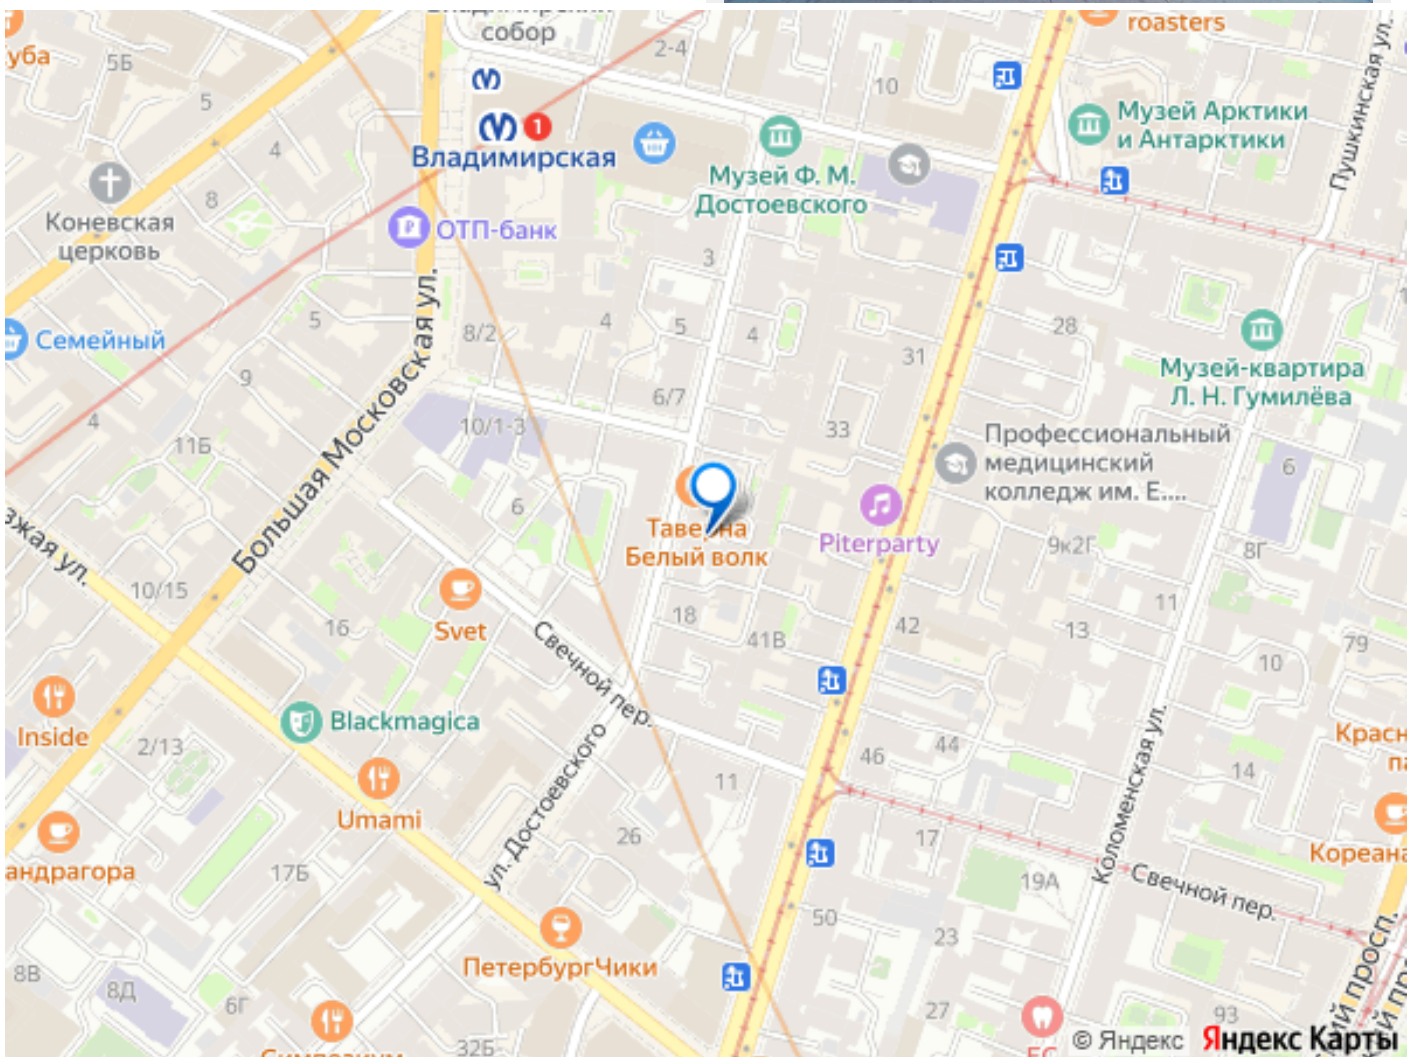 собор
roasters
уба
5Б
2-4
10
5
Музей Арктики
и Антарктики
Пушкинская ул.
1
4
Владимирская
Музей Ф. М.
Достоевского
8
Коневская
церковь
ОТП-банк
3
Большая Московская ул.
5
8/2
4
5
4
28
Семейный
31
Музей-квартира
Л. Н. Гумилёва
9
6/7
4
11Б
10/1-3
33
Профессиональный
медицинский
колледж им. Е....
6
6
Таверна
Белый волк
Piterparty
9к2Г
8Г
10/15
16
Svet
18
41В
42
11
13
79
10
Свечной пер.
Inside
2/13
Blackmagica
46
44
14
11
Umami
ул. Достоевского
26
17
Коломенская ул.
андрагора
17Б
19А
Свечной пер.
50
23
ПетербургЧики
8В
8Д
6Г
27
93
32Б
© Яндекс Яндекс Карты